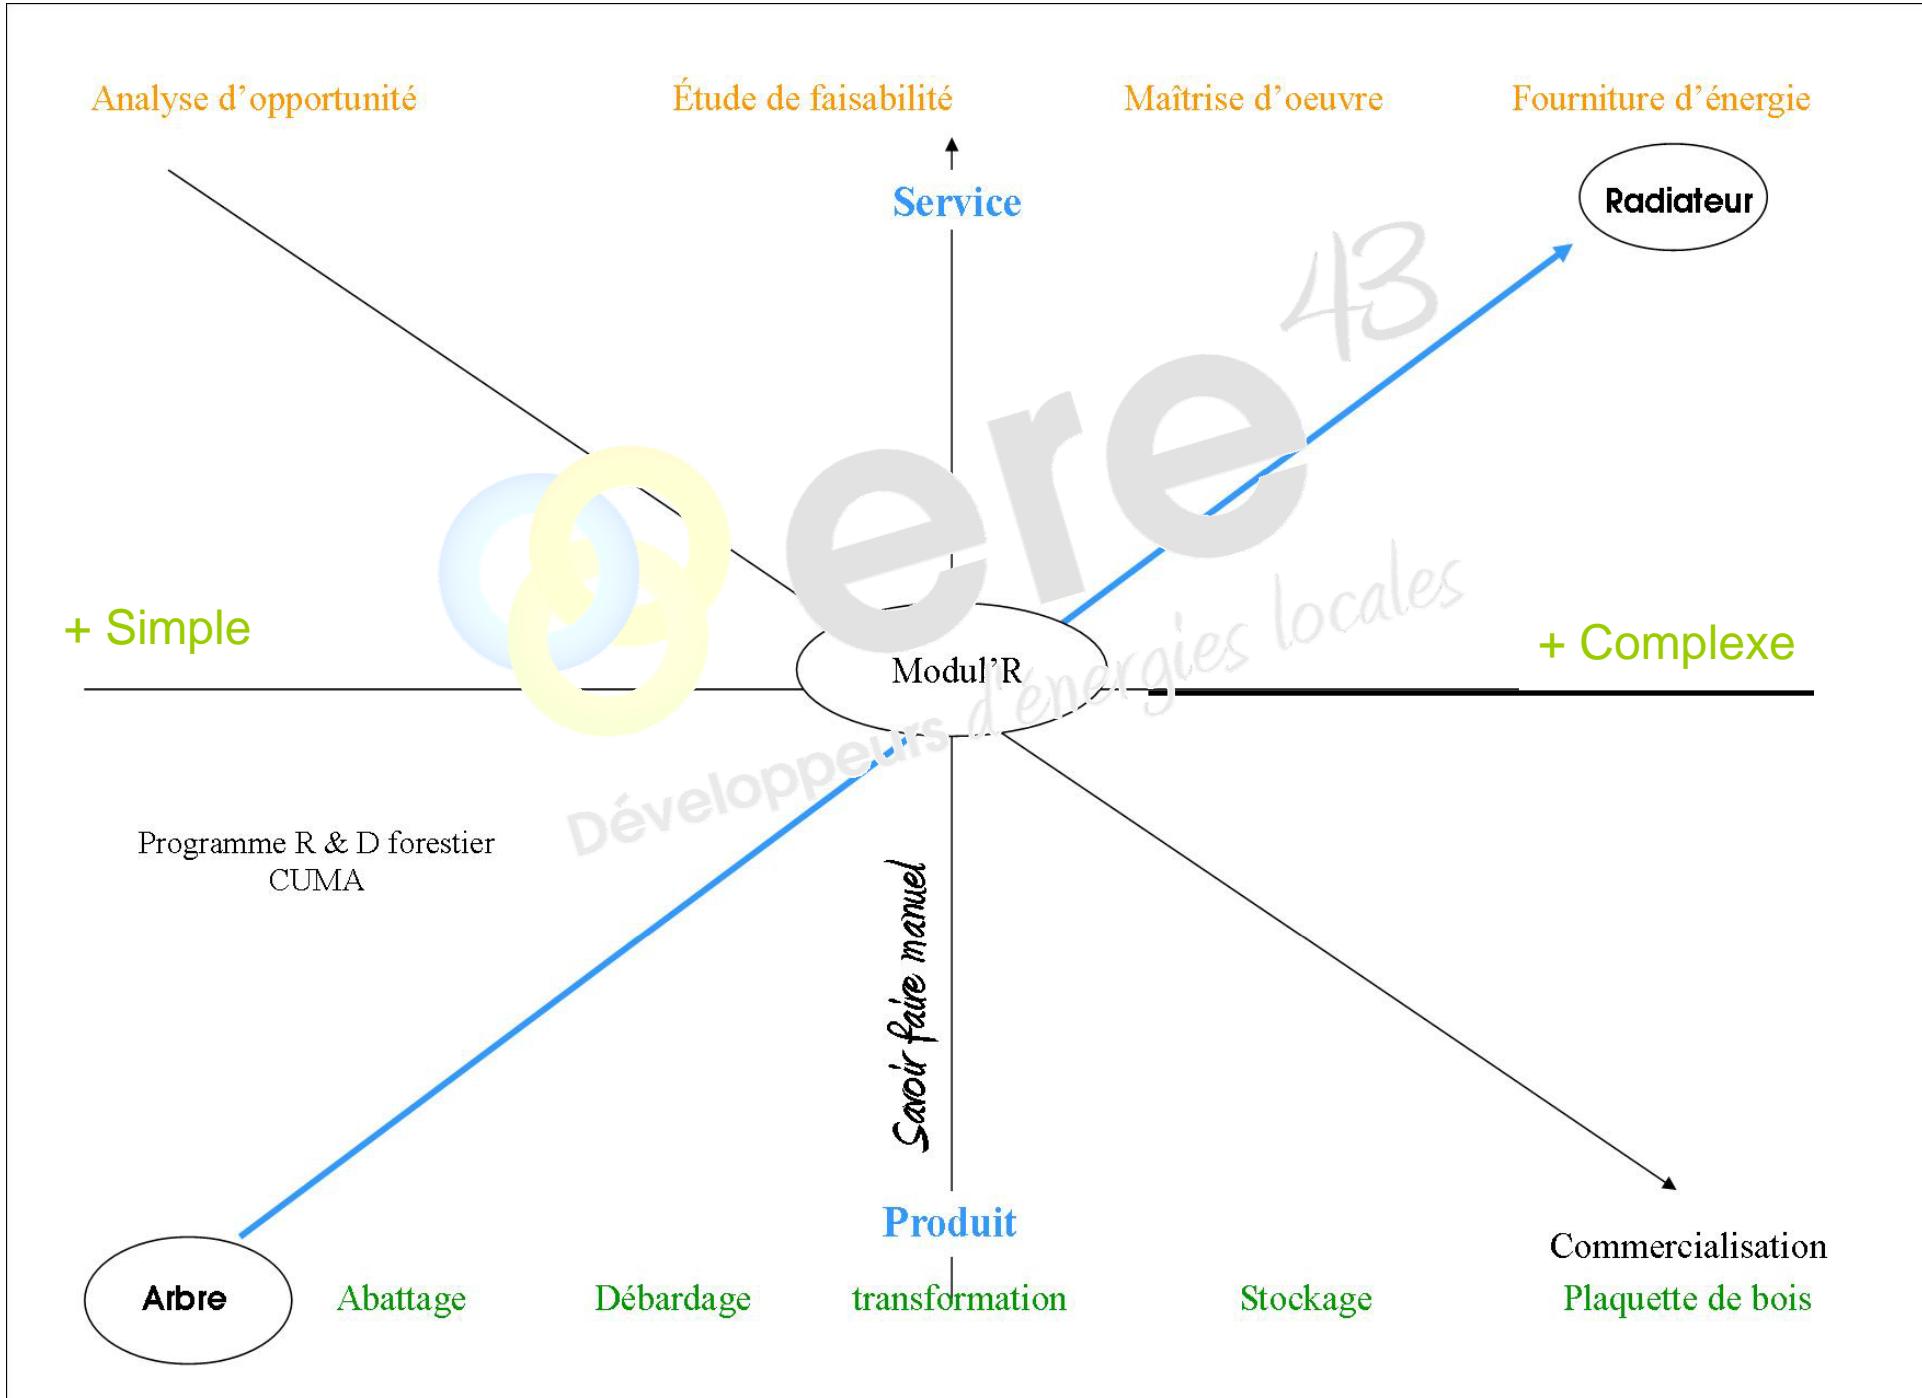 Analyse d’opportunité
Étude de faisabilité
Maîtrise d’oeuvre
Fourniture d’énergie
Service
Radiateur
ere 43
+ Simple
+ Complexe
Modul’R
Développeurs d'énergies locales
Programme R & D forestier
CUMA
Savoir faire manuel
Produit
Commercialisation
Arbre
Abattage
Débardage
transformation
Stockage
Plaquette de bois